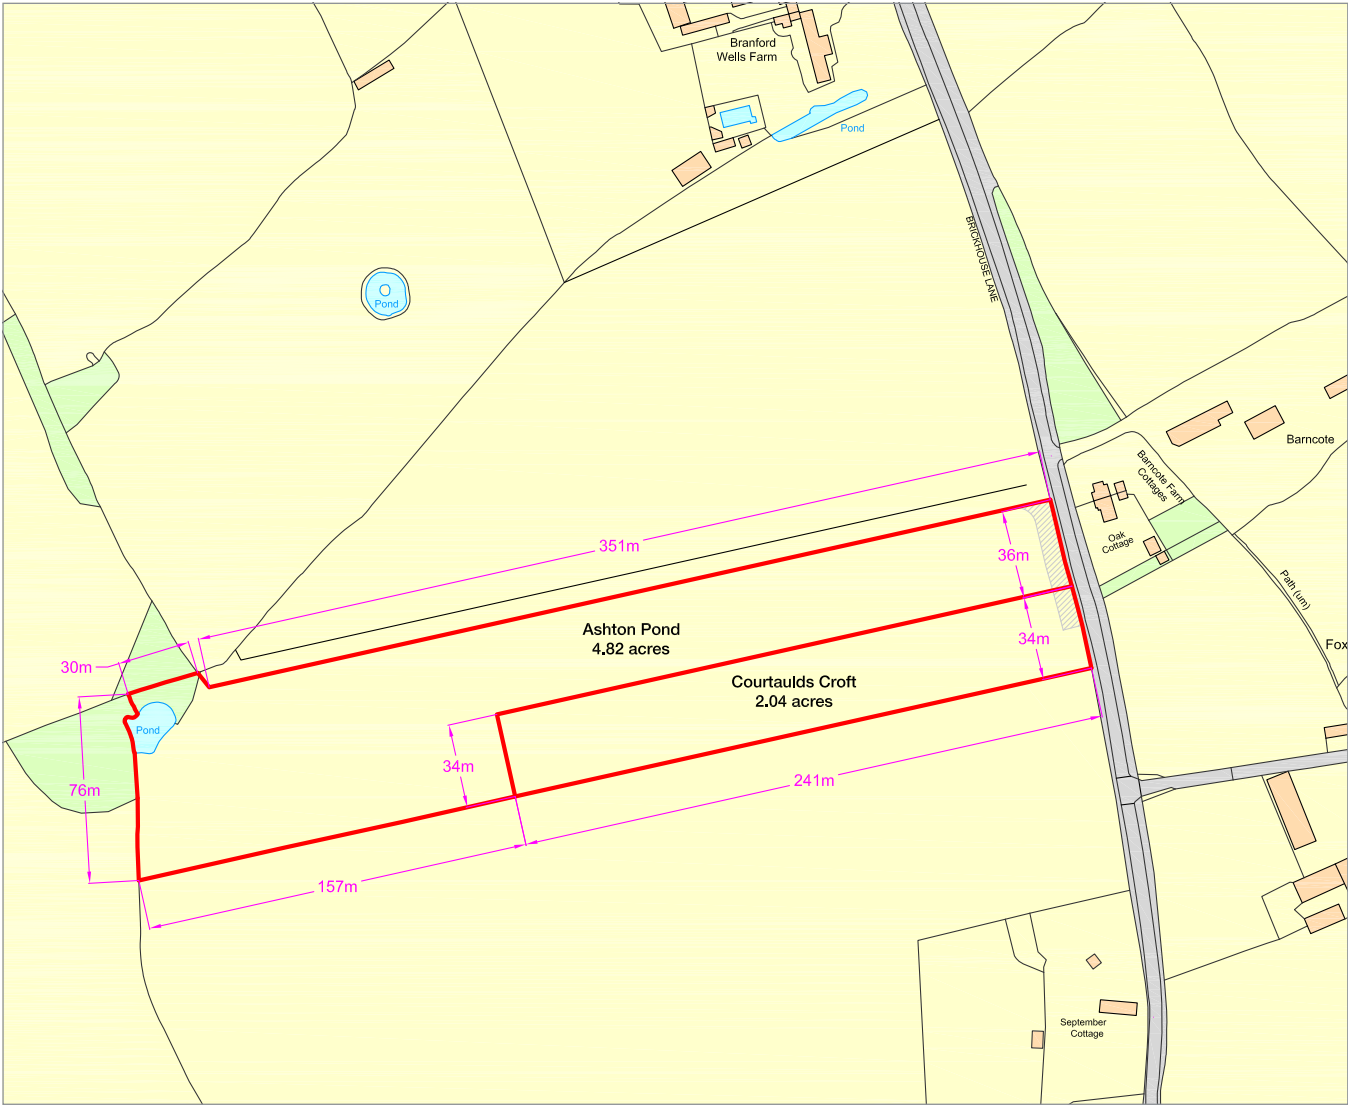 Branford
Wells Farm
Pond
BRICKHOUSE LANE
Pond
Barncote
Barncote Farm
Cottages
Oak
Cottage
351m
36m
Path (um)
Ashton Pond
4.82 acres
34m
Fox
30m
Courtaulds Croft
2.04 acres
Pond
34m
241m
76m
157m
September
Cottage